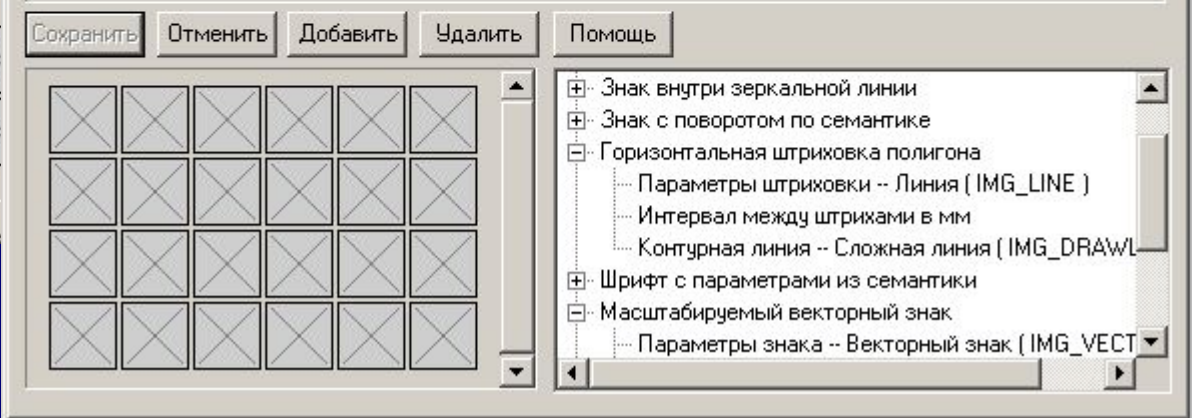 Сохранить Отменить Добавить Удалить Помощь
Знак внутри зеркальной линии
Знак с поворотом по семантике
Горизонтальная штриховка полигона
Параметры штриховки -- Линия ( IMG_LINE )
Интервал между штрихами в мм
Контурная линия -- Сложная линия ( IMG_DRAWL
Шрифт с параметрами из семантики
Масштабируемый векторный знак
Параметры знака -- Векторный знак ( IMG_VECT